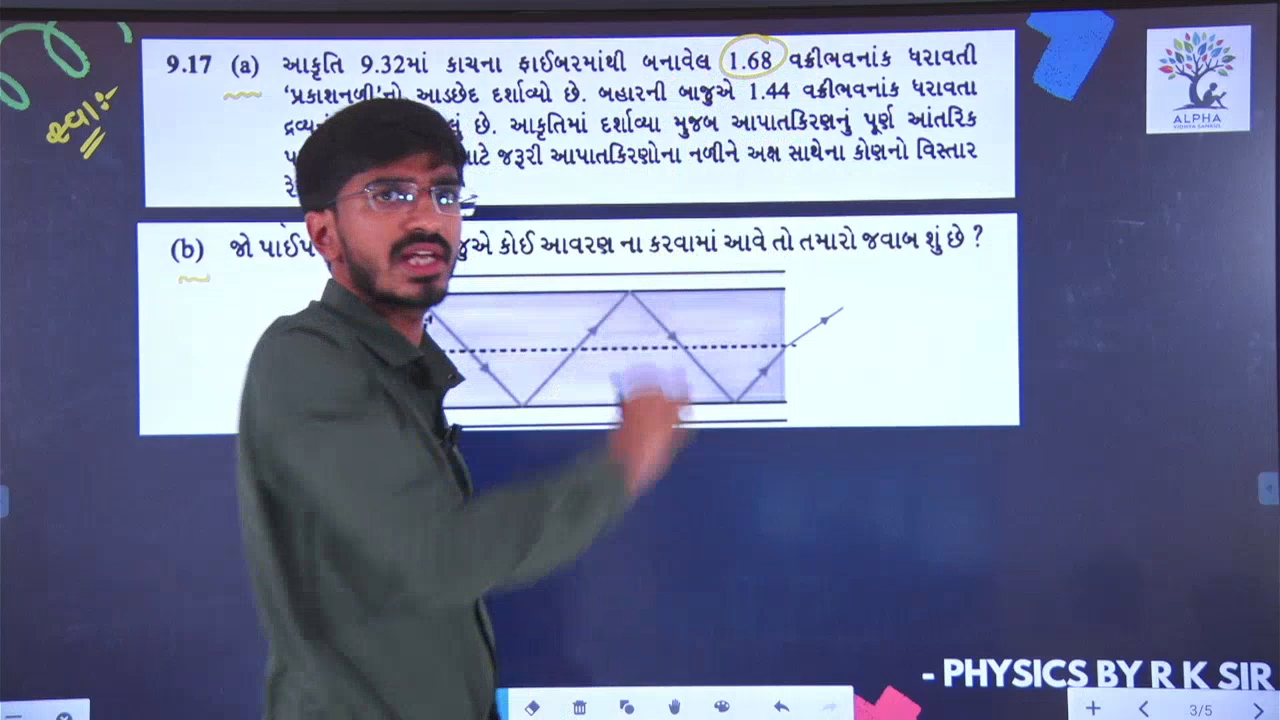 9.17 (a) આકૃતિ 9.32માં કાચના ફાઈબરમાંથી બનાવેલ 1.68 વક્રીભવનાંક ધરાવતી
‘પ્રકાશનળી’નો આડછેદ દર્શાવ્યો છે. બહારની બાજુએ 1.44 વક્રીભવનાંક ધરાવતા
છે. આકૃતિમાં દર્શાવ્યા મુજબ આપાતકિરણનું પૂર્ણ આંતરિક
જરૂરી આપાતકિરણોના નળીને અક્ષ સાથેના કોણનો વિસ્તાર
(b) જો કોઈ આવરણ ના કરવામાં આવે તો તમારો જવાબ શું છે ?
ALPHA
VIDHYA SANKUL
- PHYSICS BY R K SIR
3/5